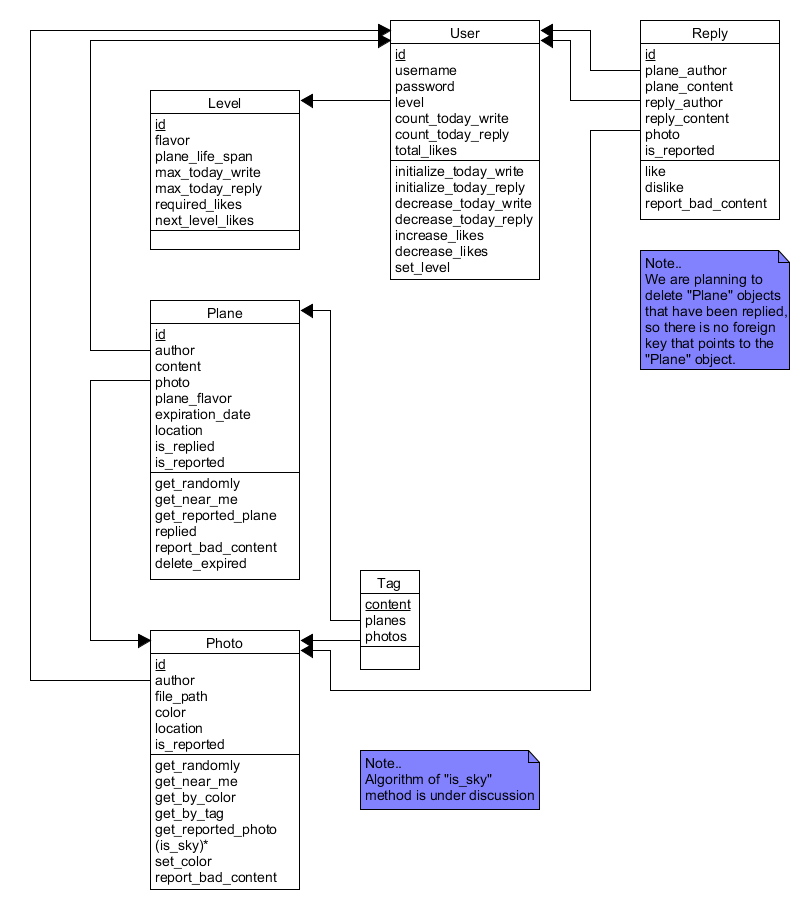 User
id
username
password
level
count_today_write
count_today_reply
total_likes
initialize_today_write
initialize_today_reply
decrease_today_write
decrease_today_reply
increase_likes
decrease_likes
set_level
Reply
id
plane_author
plane_content
reply_author
reply_content
photo
is_reported
like
dislike
report_bad_content
Level
id
flavor
plane_life_span
max_today_write
max_today_reply
required_likes
next_level_likes
Note..
We are planning to
delete "Plane" objects
that have been replied,
so there is no foreign
key that points to the
"Plane" object.
Plane
id
author
content
photo
plane_flavor
expiration_date
location
is_replied
is_reported
get_randomly
get_near_me
get_reported_plane
replied
report_bad_content
delete_expired
Tag
content
planes
photos
Photo
id
author
file_path
color
location
is_reported
get_randomly
get_near_me
get_by_color
get_by_tag
get_reported_photo
(is_sky)*
set_color
report_bad_content
Note..
Algorithm of "is_sky"
method is under discussion